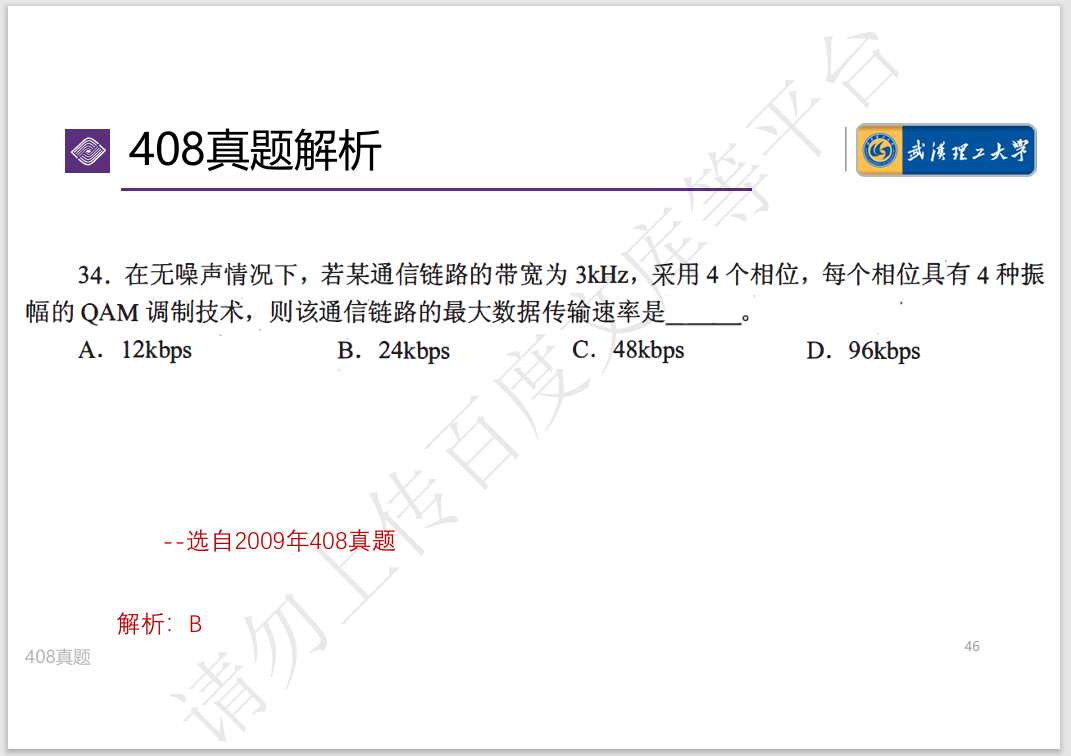 408真题解析
武汉理工大学
34．在无噪声情况下，若某通信链路的带宽为 3kHz，采用 4 个相位，每个相位具有 4 种振
幅的 QAM 调制技术，则该通信链路的最大数据传输速率是______。
A．12kbps B．24kbps C．48kbps D．96kbps
--选自2009年408真题
解析：B
408真题
46
请勿上传百度文库等平台